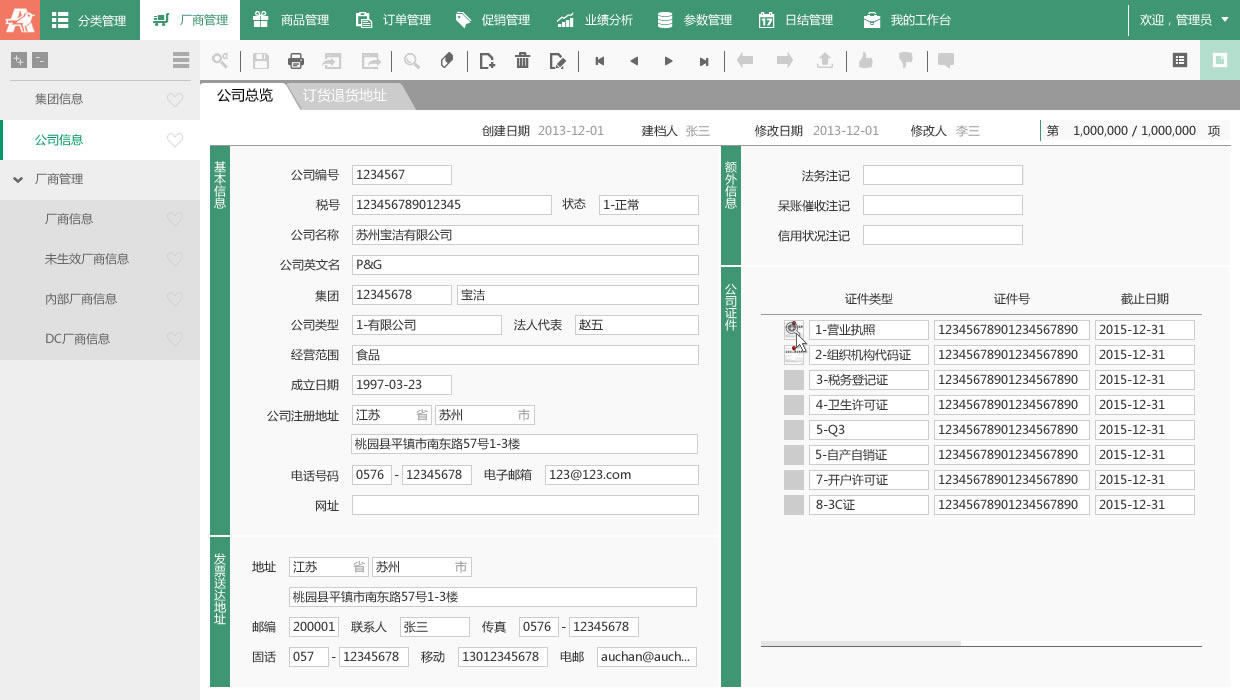 分类管理 厂商管理 商品管理 订单管理 促销管理 业绩分析 参数管理 日结管理 我的工作台 欢迎，管理员
集团信息
公司信息
厂商管理
厂商信息
未生效厂商信息
内部厂商信息
DC厂商信息
公司总览 订货退货地址
创建日期 2013-12-01 建档人 张三 修改日期 2013-12-01 修改人 李三 第 1,000,000 / 1,000,000 项
基本信息
公司编号 1234567
税号 123456789012345 状态 1-正常
公司名称 苏州宝洁有限公司
公司英文名 P&G
集团 12345678 宝洁
公司类型 1-有限公司 法人代表 赵五
经营范围 食品
成立日期 1997-03-23
公司注册地址 江苏 省 苏州 市
桃园县平镇市南东路57号1-3楼
电话号码 0576 - 12345678 电子邮箱 123@123.com
网址
发票送达地址
地址 江苏 省 苏州 市
桃园县平镇市南东路57号1-3楼
邮编 200001 联系人 张三 传真 0576 - 12345678
固话 057 - 12345678 移动 13012345678 电邮 auchan@auch...
额外信息
法务注记
呆账催收注记
信用状况注记
公司证件
证件类型 证件号 截止日期
1-营业执照 12345678901234567890 2015-12-31
2-组织机构代码证 12345678901234567890 2015-12-31
3-税务登记证 12345678901234567890 2015-12-31
4-卫生许可证 12345678901234567890 2015-12-31
5-Q3 12345678901234567890 2015-12-31
5-自产自销证 12345678901234567890 2015-12-31
7-开户许可证 12345678901234567890 2015-12-31
8-3C证 12345678901234567890 2015-12-31